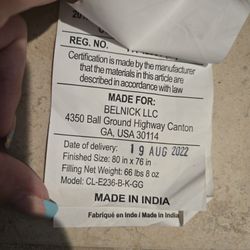 REG. NO.
Certification is made by the manufacturer
that the materials in this article are
described in accordance with law
MADE FOR:
BELNICK LLC
4350 Ball Ground Highway Canton
GA, USA 30114
Date of delivery: 19 AUG 2022
Finished Size: 80 in x 76 in
Filling Net Weight: 66 lbs 8 oz
Model: CL-E236-B-K-GG
MADE IN INDIA
Fabriqué en Inde / Made in India